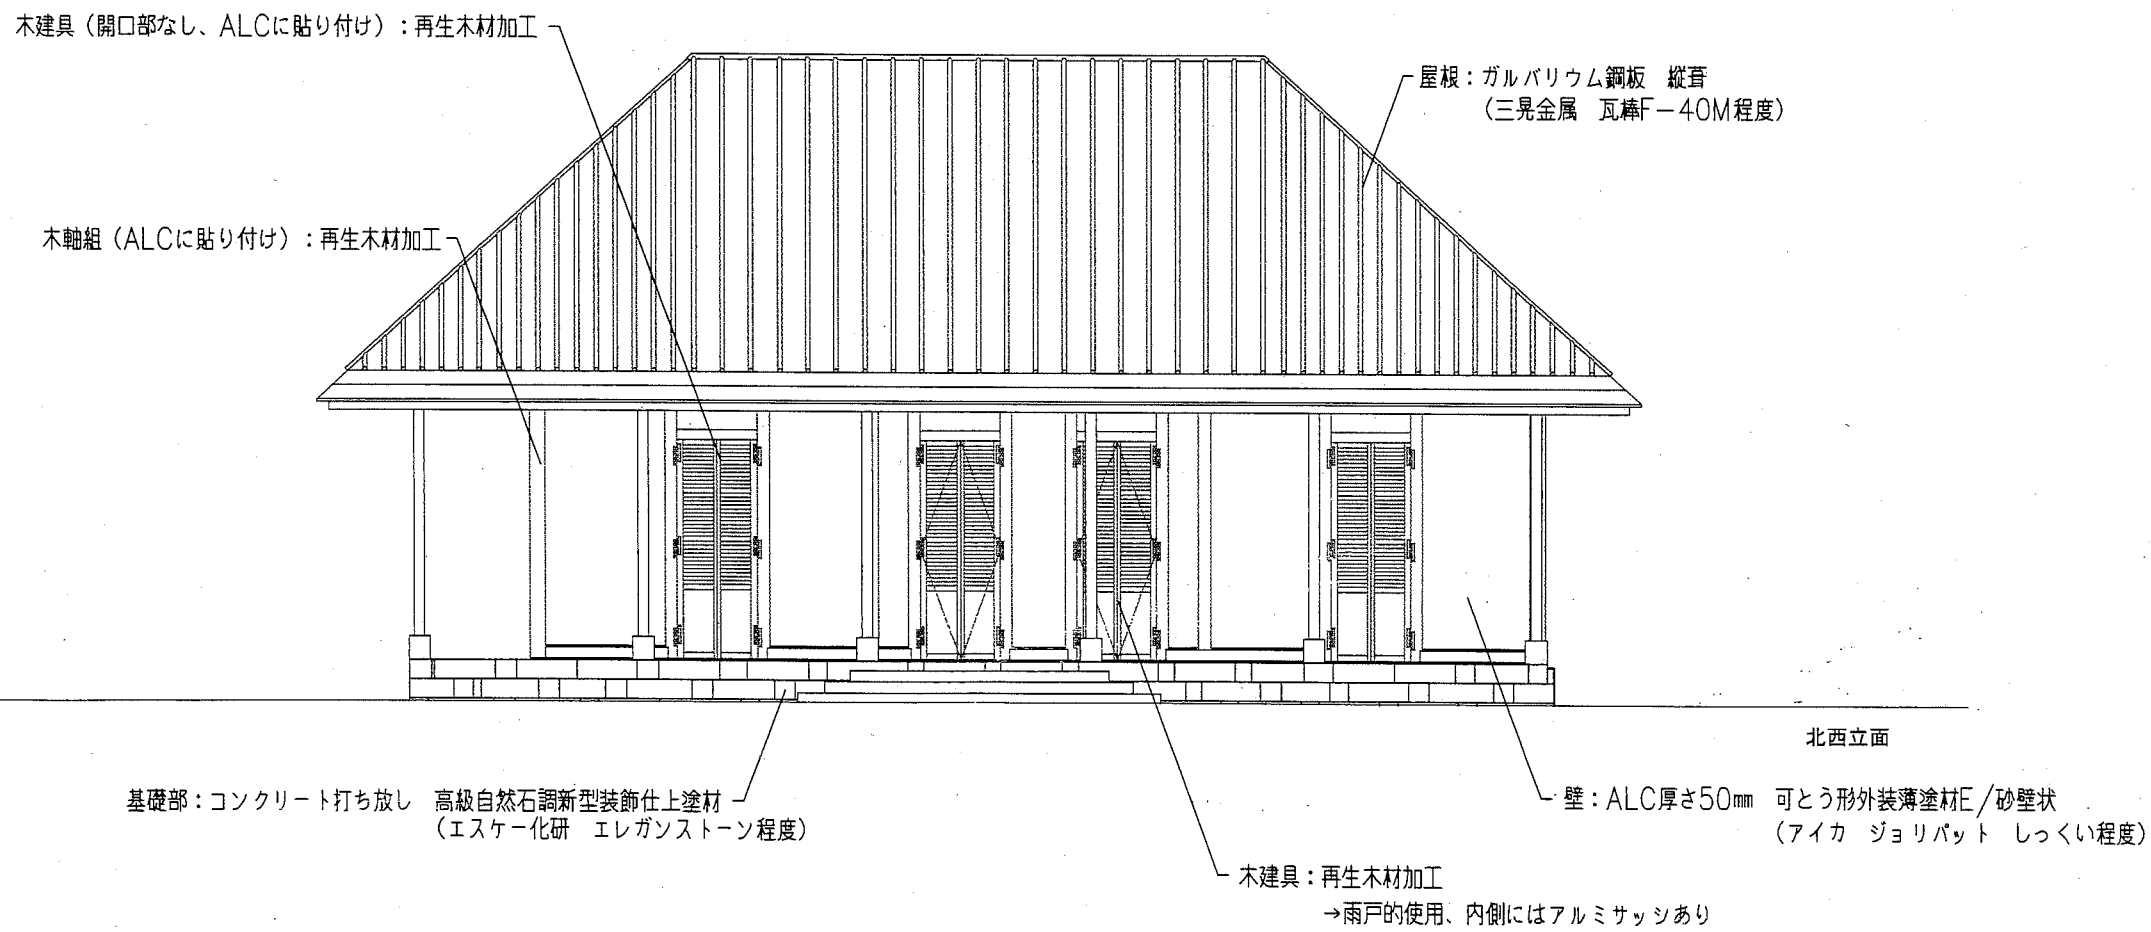 木建具（開口部なし、ALCに貼り付け）：再生木材加工
屋根：ガルバリウム鋼板　縦葺
（三晃金属　瓦棒F－40M程度）
木軸組（ALCに貼り付け）：再生木材加工
北西立面
基礎部：コンクリート打ち放し　高級自然石調新型装飾仕上塗材
（エスケー化研　エレガンストーン程度）
壁：ALC厚さ50㎜　可とう形外装薄塗材E／砂壁状
（アイカ　ジョリパット　しっくい程度）
木建具：再生木材加工
→雨戸的使用、内側にはアルミサッシあり